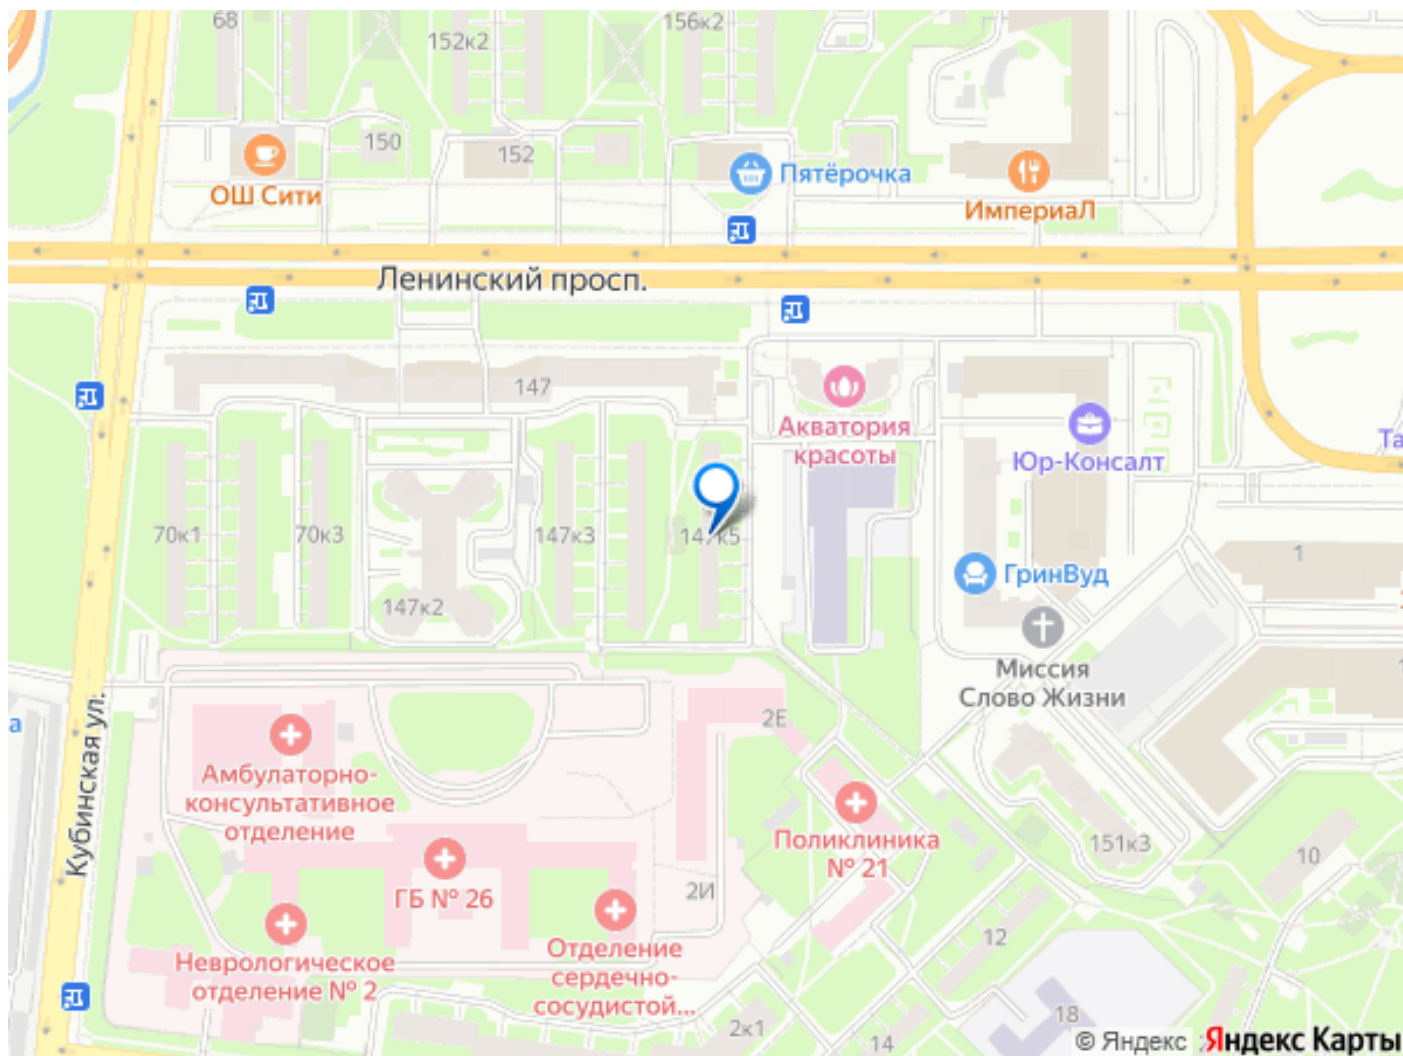 68
152к2
156к2
150
152
ОШ Сити
Пятёрочка
ИмпериаЛ
Ленинский просп.
147
Акватория
красоты
Юр-Консалт
Та
70к1
70к3
147к3
147к5
147к2
ГринВуд
1
Миссия
Слово Жизни
Кубинская ул.
а
2Е
Амбулаторно-
консультативное
отделение
Поликлиника
№ 21
151к3
10
ГБ № 26
2И
Неврологическое
отделение № 2
Отделение
сердечно-
сосудистой...
12
2к1
14
18
© Яндекс Яндекс Карты